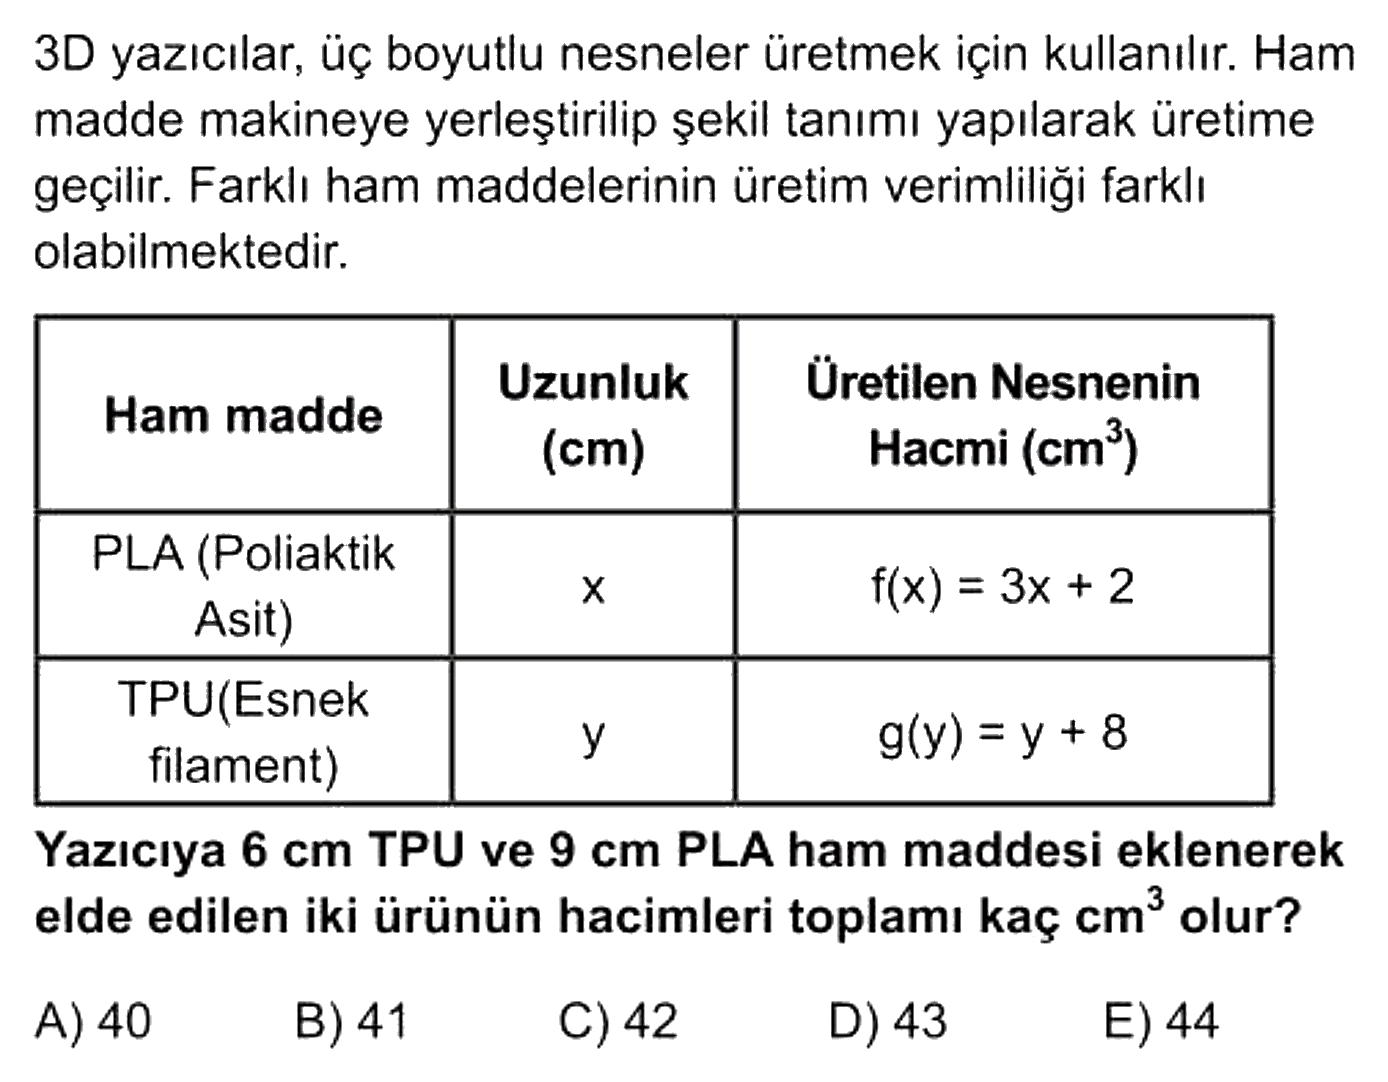 3D yazıcılar, üç boyutlu nesneler üretmek için kullanılır. Ham
madde makineye yerleştirilip şekil tanımı yapılarak üretime
geçilir. Farklı ham maddelerinin üretim verimliliği farklı
olabilmektedir.
Ham madde
Uzunluk
(cm)
Üretilen Nesnenin
Hacmi (cm³)
PLA (Poliaktik
Asit)
x
f(x) = 3x + 2
TPU(Esnek
filament)
y
g(y) = y + 8
Yazıcıya 6 cm TPU ve 9 cm PLA ham maddesi eklenerek
elde edilen iki ürünün hacimleri toplamı kaç cm³ olur?
A) 40 B) 41 C) 42 D) 43 E) 44